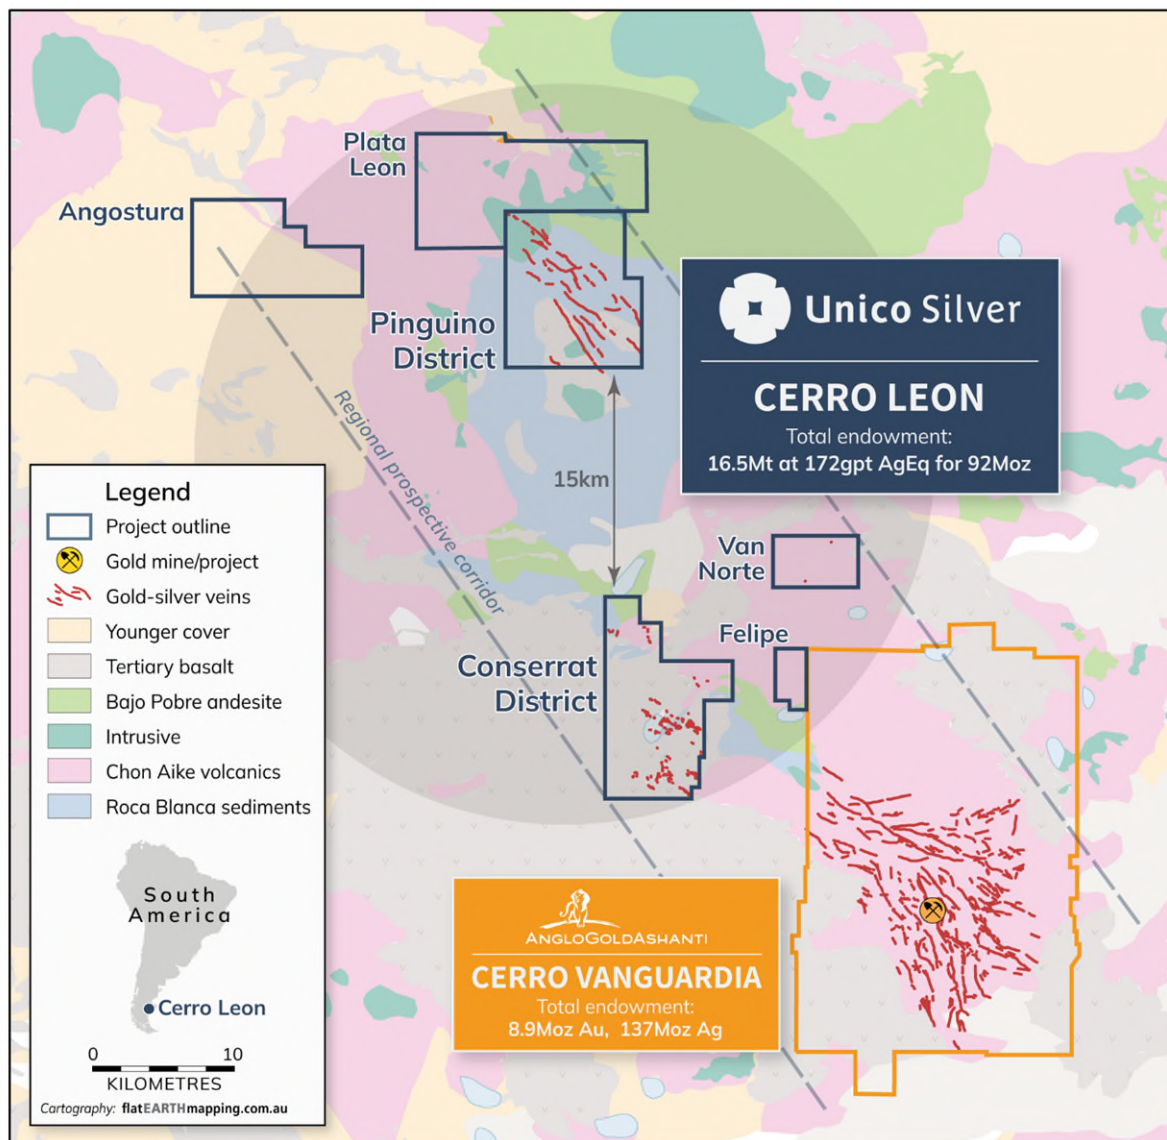 Plata
Leon
Angostura
Pinguino
District
Unico Silver
CERRO LEON
Total endowment:
16.5Mt at 172gpt AgEq for 92Moz
Regional prospective corridor
15km
Van
Norte
Felipe
Conserrat
District
Legend
Project outline
Gold mine/project
Gold-silver veins
Younger cover
Tertiary basalt
Bajo Pobre andesite
Intrusive
Chon Aike volcanics
Roca Blanca sediments
South
America
Cerro Leon
0 10
KILOMETRES
Cartography: flatEARTHmapping.com.au
ANGLOGOLDASHANTI
CERRO VANGUARDIA
Total endowment:
8.9Moz Au, 137Moz Ag